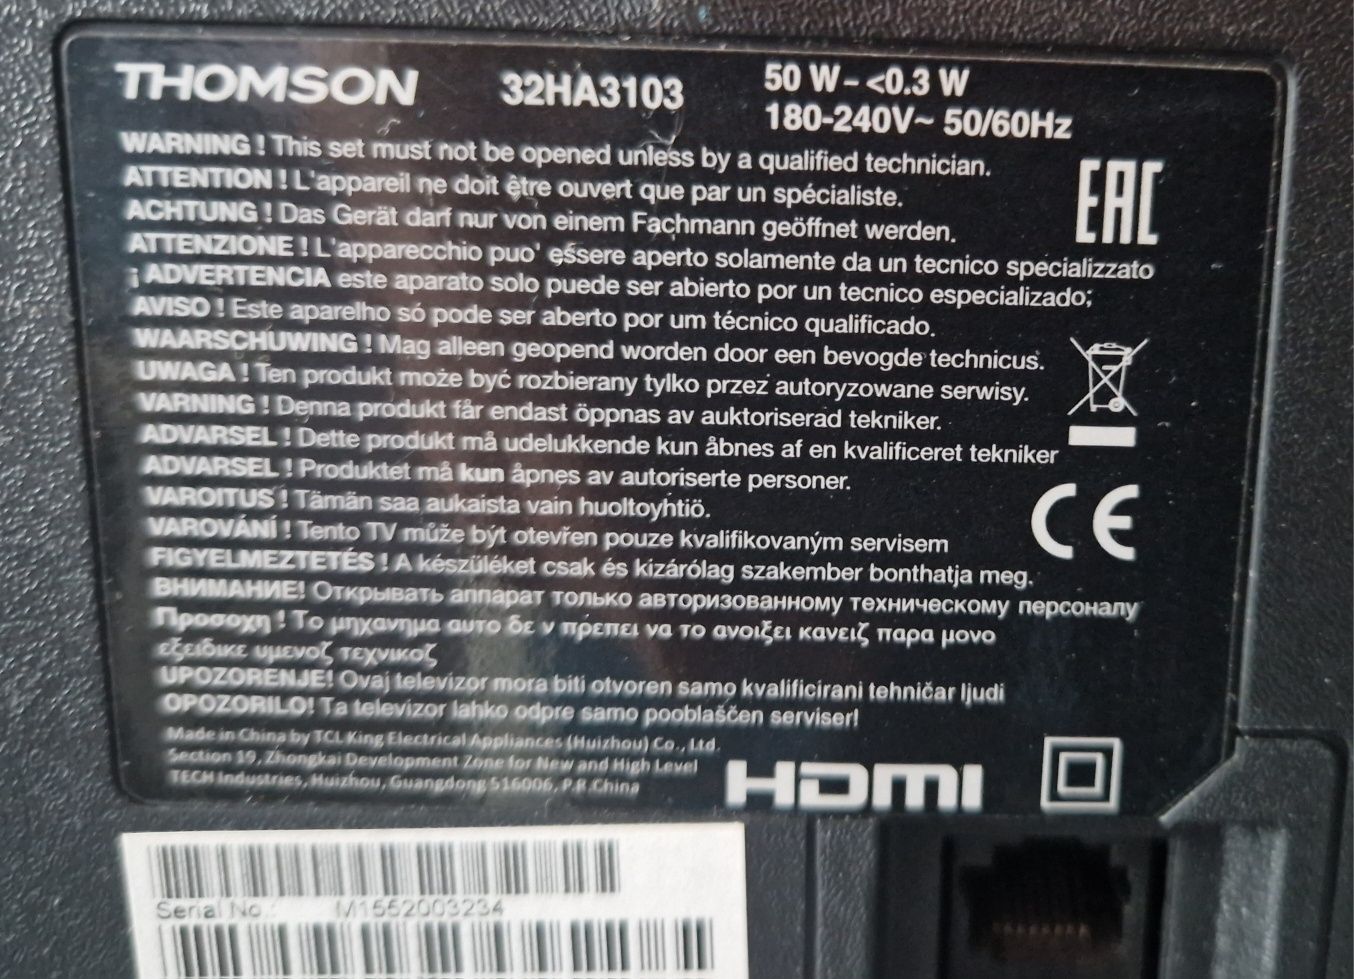 THOMSON 32HA3103 50 W – <0.3 W
180-240V~ 50/60Hz
WARNING ! This set must not be opened unless by a qualified technician.
ATTENTION ! L'appareil ne doit être ouvert que par un spécialiste.
ACHTUNG ! Das Gerät darf nur von einem Fachmann geöffnet werden.
ATTENZIONE ! L'apparecchio puo' essere aperto solamente da un tecnico specializzato
¡ ADVERTENCIA este aparato solo puede ser abierto por un tecnico especializado;
AVISO ! Este aparelho só pode ser aberto por um técnico qualificado.
WAARSCHUWING ! Mag alleen geopend worden door een bevogde technicus.
UWAGA ! Ten produkt może być rozbierany tylko przez autoryzowane serwisy.
VARNING ! Denna produkt får endast öppnas av auktoriserad tekniker.
ADVARSEL ! Dette produkt må udelukkende kun åbnes af en kvalificeret tekniker
ADVARSEL ! Produktet må kun åpnes av autoriserte personer.
VAROITUS ! Tämän saa aukaista vain huoltoyhtiö.
VAROVÁNÍ ! Tento TV může být otevřen pouze kvalifikovaným servisem
FIGYELMEZTETÉS ! A készüléket csak és kizárólag szakember bonthatja meg.
ВНИМАНИЕ! Открывать аппарат только авторизованному техническому персоналу
Προσοχη ! Το μηχανημα αυτο δε ν πρεπει να το ανοιξει κανειζ παρα μονο
εξειδικε υμενοζ τεχνικοζ
UPOZORENJE! Ovaj televizor mora biti otvoren samo kvalificirani tehničar ljudi
OPOZORILO! Ta televizor lahko odpre samo pooblaščen serviser!
Made in China by TCL King Electrical Appliances (Huizhou) Co., Ltd.
Section 19, Zhongkai Development Zone for New and High Level
TECH Industries, Huizhou, Guangdong 516006, P.R.China
EAC
CE
HDMI
Serial No.: M1552003234